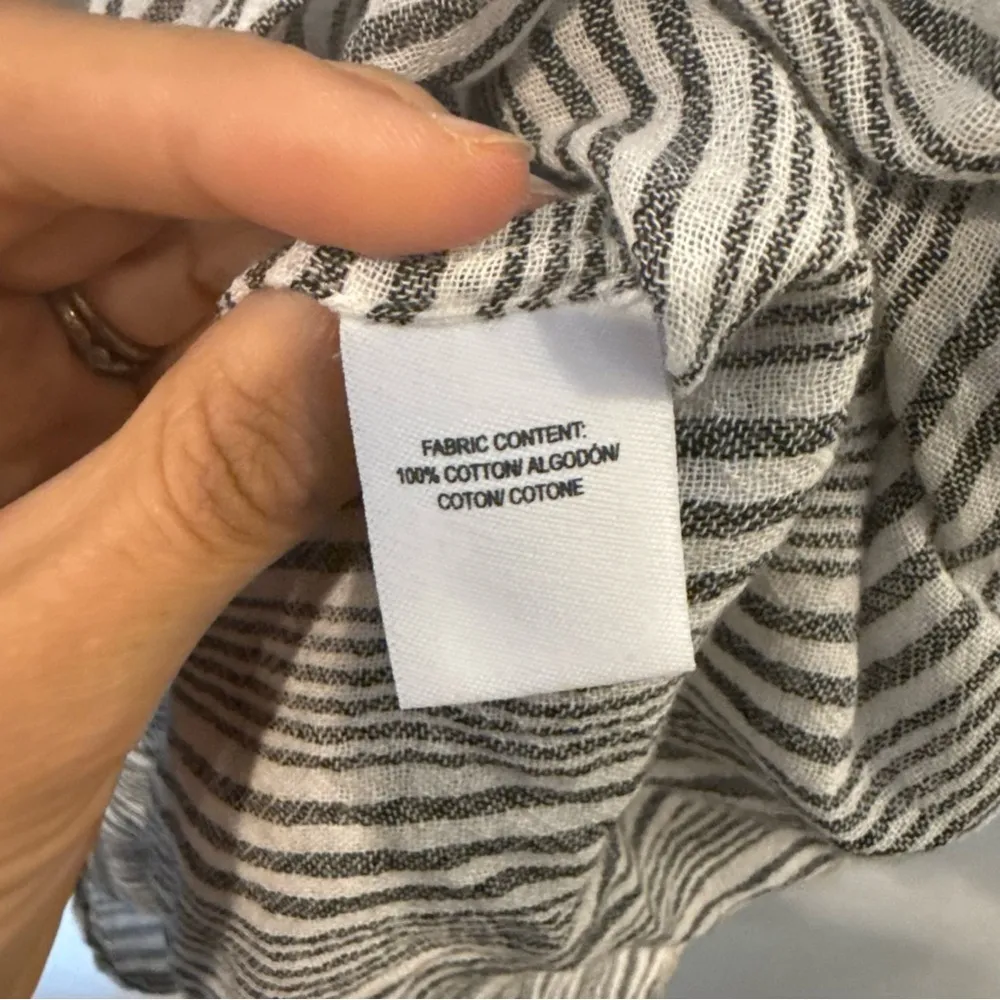 FABRIC CONTENT:
100% COTTON/ ALGODÓN/
COTON/ COTONE